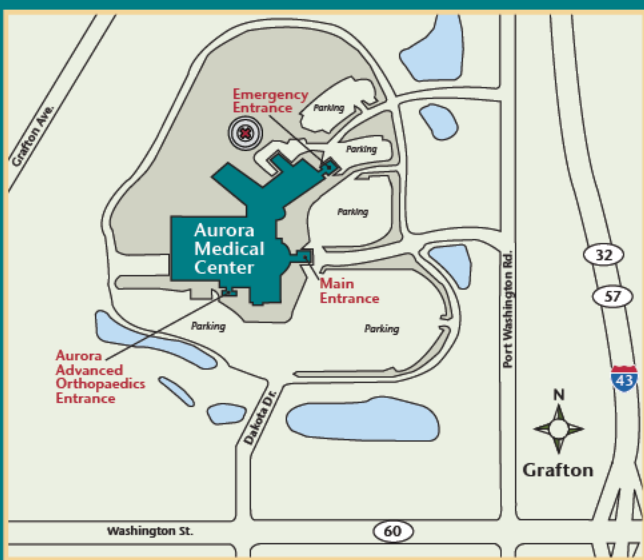 Grafton Ave.
Emergency
Entrance
Parking
Parking
Parking
Aurora
Medical
Center
Main
Entrance
Parking
Parking
Aurora
Advanced
Orthopaedics
Entrance
Dakota Dr.
Port Washington Rd.
32
57
43
N
Grafton
Washington St.
60